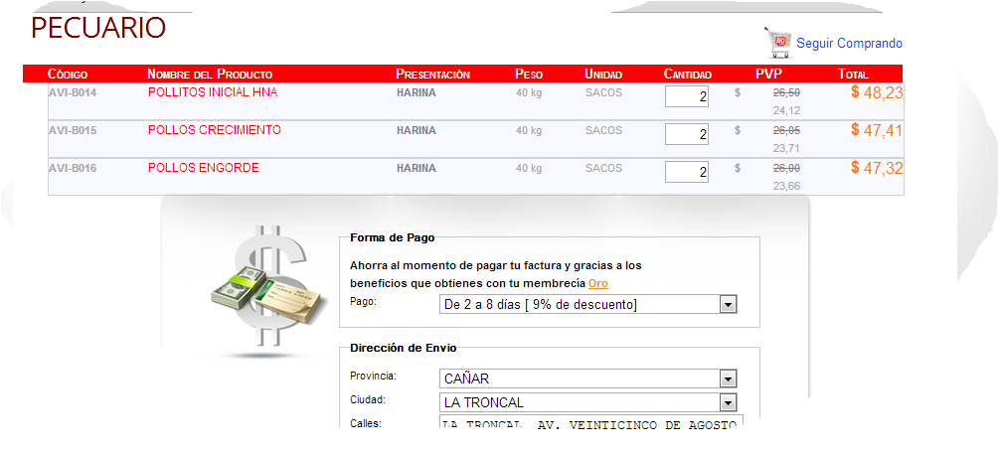 PECUARIO
Seguir Comprando
CÓDIGO NOMBRE DEL PRODUCTO PRESENTACIÓN PESO UNIDAD CANTIDAD PVP TOTAL
AVI-B014 POLLITOS INICIAL HNA HARINA 40 kg SACOS 2 $ 26,50 $ 48,23
24,12
AVI-B015 POLLOS CRECIMIENTO HARINA 40 kg SACOS 2 $ 26,05 $ 47,41
23,71
AVI-B016 POLLOS ENGORDE HARINA 40 kg SACOS 2 $ 26,00 $ 47,32
23,66
Forma de Pago
Ahorra al momento de pagar tu factura y gracias a los
beneficios que obtienes con tu membrecía Oro
Pago: De 2 a 8 días [ 9% de descuento]
Dirección de Envio
Provincia: CAÑAR
Ciudad: LA TRONCAL
Calles: LA TRONCAL AV. VEINTICINCO DE AGOSTO